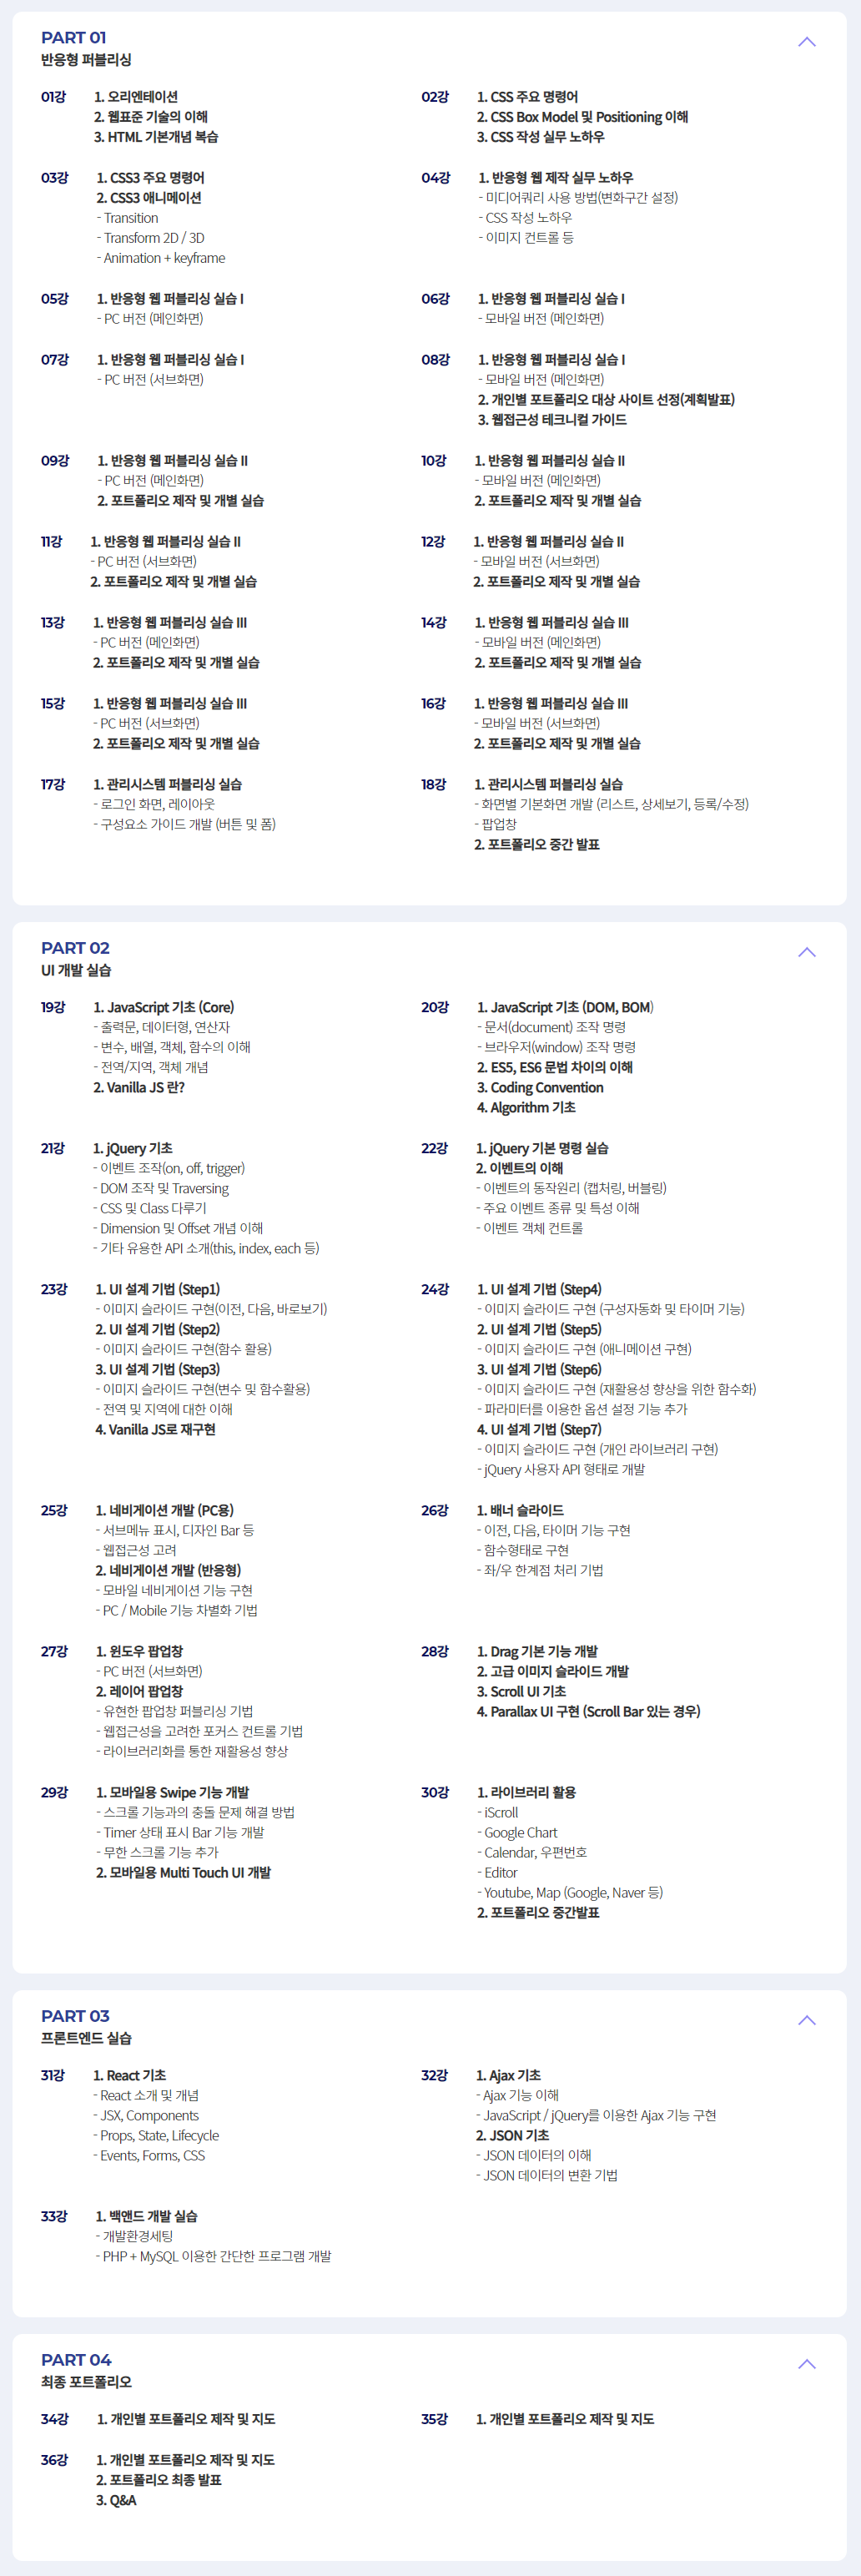 PART 01
반응형 퍼블리싱
01강
1. 오리엔테이션
2. 웹표준 기술의 이해
3. HTML 기본개념 복습
02강
1. CSS 주요 명령어
2. CSS Box Model 및 Positioning 이해
3. CSS 작성 실무 노하우
03강
1. CSS3 주요 명령어
2. CSS3 애니메이션
- Transition
- Transform 2D / 3D
- Animation + keyframe
04강
1. 반응형 웹 제작 실무 노하우
- 미디어쿼리 사용 방법(변화구간 설정)
- CSS 작성 노하우
- 이미지 컨트롤 등
05강
1. 반응형 웹 퍼블리싱 실습 I
- PC 버전 (메인화면)
06강
1. 반응형 웹 퍼블리싱 실습 I
- 모바일 버전 (메인화면)
07강
1. 반응형 웹 퍼블리싱 실습 I
- PC 버전 (서브화면)
08강
1. 반응형 웹 퍼블리싱 실습 I
- 모바일 버전 (메인화면)
2. 개인별 포트폴리오 대상 사이트 선정(계획발표)
3. 웹접근성 테크니컬 가이드
09강
1. 반응형 웹 퍼블리싱 실습 II
- PC 버전 (메인화면)
2. 포트폴리오 제작 및 개별 실습
10강
1. 반응형 웹 퍼블리싱 실습 II
- 모바일 버전 (메인화면)
2. 포트폴리오 제작 및 개별 실습
11강
1. 반응형 웹 퍼블리싱 실습 II
- PC 버전 (서브화면)
2. 포트폴리오 제작 및 개별 실습
12강
1. 반응형 웹 퍼블리싱 실습 II
- 모바일 버전 (서브화면)
2. 포트폴리오 제작 및 개별 실습
13강
1. 반응형 웹 퍼블리싱 실습 III
- PC 버전 (메인화면)
2. 포트폴리오 제작 및 개별 실습
14강
1. 반응형 웹 퍼블리싱 실습 III
- 모바일 버전 (메인화면)
2. 포트폴리오 제작 및 개별 실습
15강
1. 반응형 웹 퍼블리싱 실습 III
- PC 버전 (서브화면)
2. 포트폴리오 제작 및 개별 실습
16강
1. 반응형 웹 퍼블리싱 실습 III
- 모바일 버전 (서브화면)
2. 포트폴리오 제작 및 개별 실습
17강
1. 관리시스템 퍼블리싱 실습
- 로그인 화면, 레이아웃
- 구성요소 가이드 개발 (버튼 및 폼)
18강
1. 관리시스템 퍼블리싱 실습
- 화면별 기본화면 개발 (리스트, 상세보기, 등록/수정)
- 팝업창
2. 포트폴리오 중간 발표
PART 02
UI 개발 실습
19강
1. JavaScript 기초 (Core)
- 출력문, 데이터형, 연산자
- 변수, 배열, 객체, 함수의 이해
- 전역/지역, 객체 개념
2. Vanilla JS 란?
20강
1. JavaScript 기초 (DOM, BOM)
- 문서(document) 조작 명령
- 브라우저(window) 조작 명령
2. ES5, ES6 문법 차이의 이해
3. Coding Convention
4. Algorithm 기초
21강
1. jQuery 기초
- 이벤트 조작(on, off, trigger)
- DOM 조작 및 Traversing
- CSS 및 Class 다루기
- Dimension 및 Offset 개념 이해
- 기타 유용한 API 소개(this, index, each 등)
22강
1. jQuery 기본 명령 실습
2. 이벤트의 이해
- 이벤트의 동작원리 (캡처링, 버블링)
- 주요 이벤트 종류 및 특성 이해
- 이벤트 객체 컨트롤
23강
1. UI 설계 기법 (Step1)
- 이미지 슬라이드 구현(이전, 다음, 바로보기)
2. UI 설계 기법 (Step2)
- 이미지 슬라이드 구현(함수 활용)
3. UI 설계 기법 (Step3)
- 이미지 슬라이드 구현(변수 및 함수활용)
- 전역 및 지역에 대한 이해
4. Vanilla JS로 재구현
24강
1. UI 설계 기법 (Step4)
- 이미지 슬라이드 구현 (구성자동화 및 타이머 기능)
2. UI 설계 기법 (Step5)
- 이미지 슬라이드 구현 (애니메이션 구현)
3. UI 설계 기법 (Step6)
- 이미지 슬라이드 구현 (재활용성 향상을 위한 함수화)
- 파라미터를 이용한 옵션 설정 기능 추가
4. UI 설계 기법 (Step7)
- 이미지 슬라이드 구현 (개인 라이브러리 구현)
- jQuery 사용자 API 형태로 개발
25강
1. 네비게이션 개발 (PC용)
- 서브메뉴 표시, 디자인 Bar 등
- 웹접근성 고려
2. 네비게이션 개발 (반응형)
- 모바일 네비게이션 기능 구현
- PC / Mobile 기능 차별화 기법
26강
1. 배너 슬라이드
- 이전, 다음, 타이머 기능 구현
- 함수형태로 구현
- 좌/우 한계점 처리 기법
27강
1. 윈도우 팝업창
- PC 버전 (서브화면)
2. 레이어 팝업창
- 유현한 팝업창 퍼블리싱 기법
- 웹접근성을 고려한 포커스 컨트롤 기법
- 라이브러리화를 통한 재활용성 향상
28강
1. Drag 기본 기능 개발
2. 고급 이미지 슬라이드 개발
3. Scroll UI 기초
4. Parallax UI 구현 (Scroll Bar 있는 경우)
29강
1. 모바일용 Swipe 기능 개발
- 스크롤 기능과의 충돌 문제 해결 방법
- Timer 상태 표시 Bar 기능 개발
- 무한 스크롤 기능 추가
2. 모바일용 Multi Touch UI 개발
30강
1. 라이브러리 활용
- iScroll
- Google Chart
- Calendar, 우편번호
- Editor
- Youtube, Map (Google, Naver 등)
2. 포트폴리오 중간발표
PART 03
프론트엔드 실습
31강
1. React 기초
- React 소개 및 개념
- JSX, Components
- Props, State, Lifecycle
- Events, Forms, CSS
32강
1. Ajax 기초
- Ajax 기능 이해
- JavaScript / jQuery를 이용한 Ajax 기능 구현
2. JSON 기초
- JSON 데이터의 이해
- JSON 데이터의 변환 기법
33강
1. 백앤드 개발 실습
- 개발환경세팅
- PHP + MySQL 이용한 간단한 프로그램 개발
PART 04
최종 포트폴리오
34강
1. 개인별 포트폴리오 제작 및 지도
35강
1. 개인별 포트폴리오 제작 및 지도
36강
1. 개인별 포트폴리오 제작 및 지도
2. 포트폴리오 최종 발표
3. Q&A